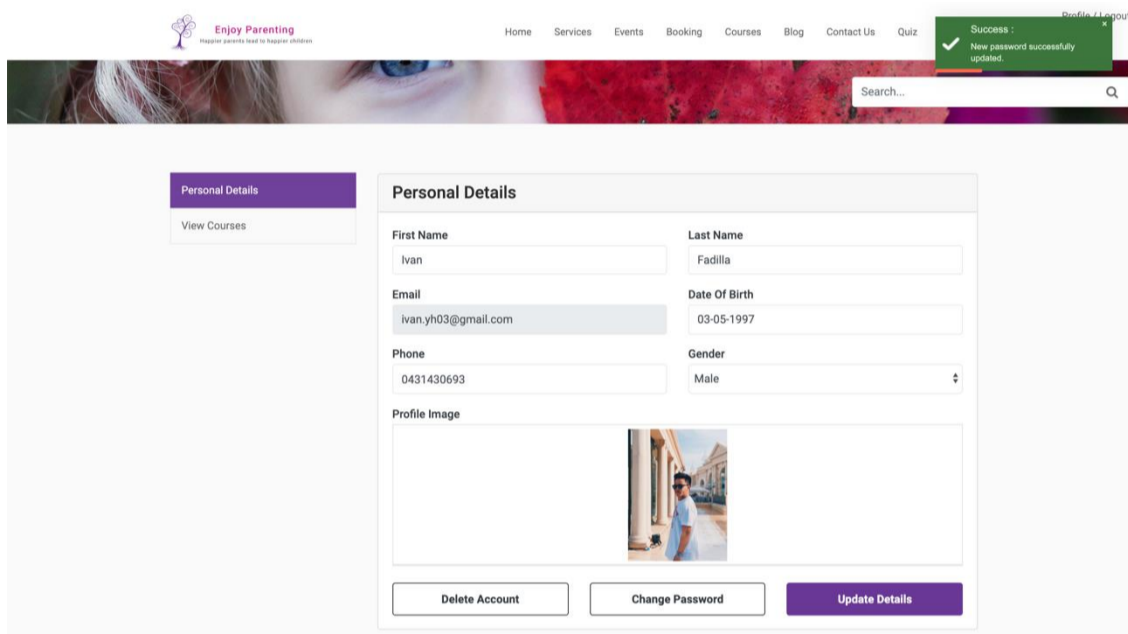 Profile / Logout
Enjoy Parenting
Happier parents lead to happier children
Home Services Events Booking Courses Blog Contact Us Quiz
Success :
New password successfully
updated.
×
Search...
Personal Details
View Courses
Personal Details
First Name Last Name
Ivan Fadilla
Email Date Of Birth
ivan.yh03@gmail.com 03-05-1997
Phone Gender
0431430693 Male
Profile Image
Delete Account Change Password Update Details